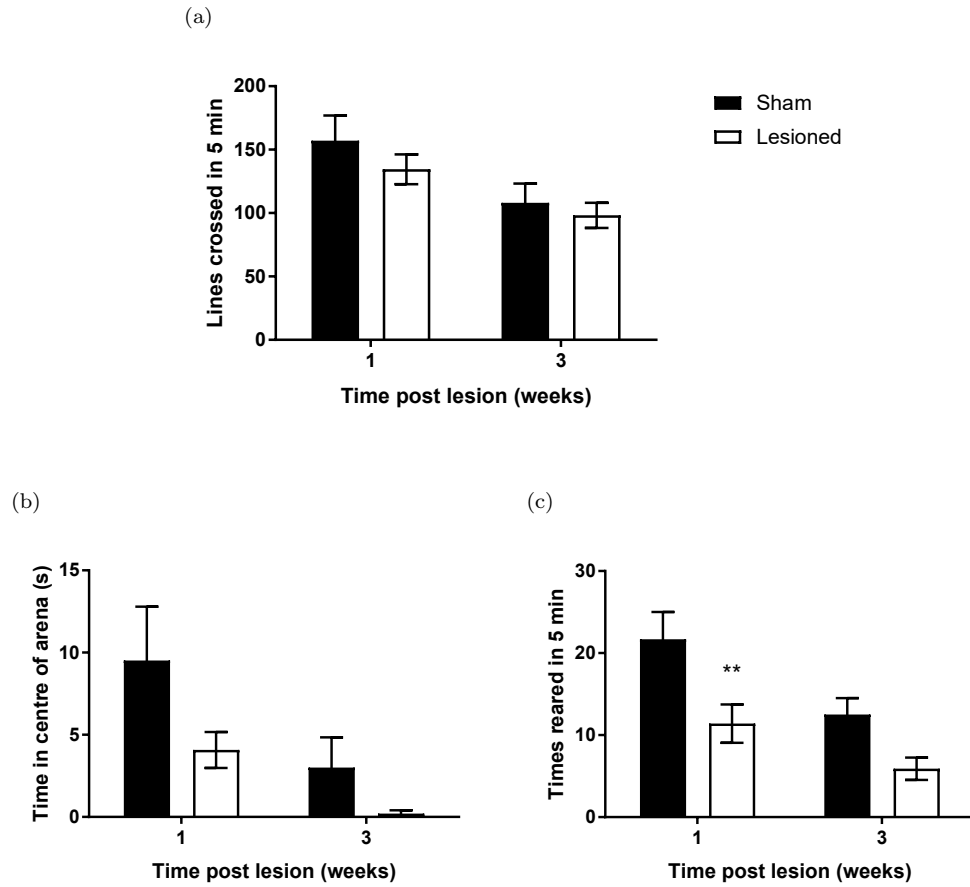 (a)
Lines crossed in 5 min
200
150
100
50
0
1
3
Time post lesion (weeks)
Sham
Lesioned
(b)
Time in centre of arena (s)
15
10
5
0
1
3
Time post lesion (weeks)
(c)
Times reared in 5 min
30
20
10
0
**
1
3
Time post lesion (weeks)